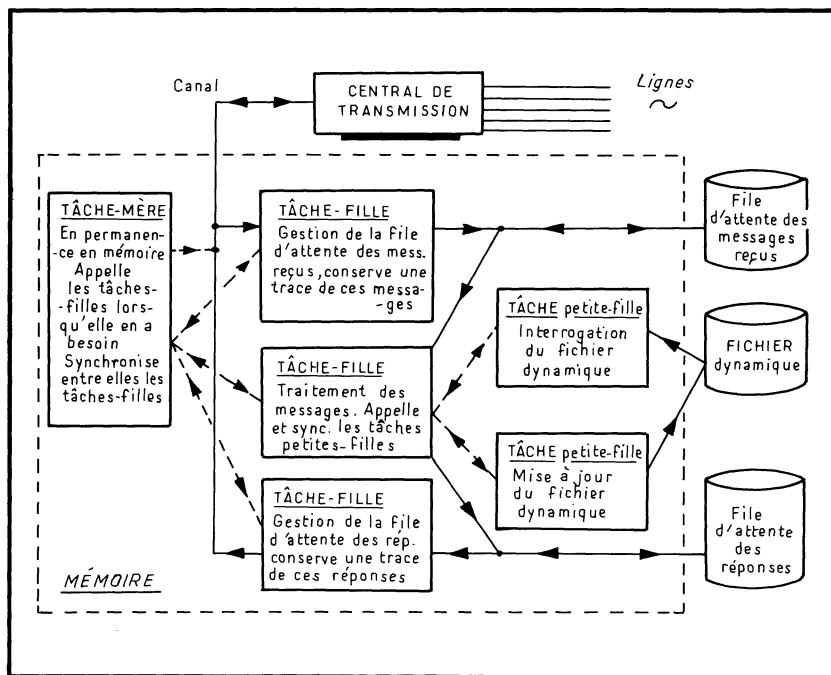 Canal
CENTRAL DE
TRANSMISSION
Lignes
~
TÂCHE-MÈRE
En permanen-
-ce en mémoire
Appelle
les tâches-
-filles lors-
qu'elle en a
besoin
Synchronise
entre elles les
tâches-filles
TÂCHE-FILLE
Gestion de la file
d'attente des mess.
reçus, conserve une
trace de ces messa-
-ges
File
d'attente des
messages
reçus
TÂCHE petite-fille
Interrogation
du fichier
dynamique
FICHIER
dynamique
TÂCHE-FILLE
Traitement des
messages. Appelle
et sync. les tâches
petites-filles
TÂCHE petite-fille
Mise à jour
du fichier
dynamique
TÂCHE-FILLE
Gestion de la file
d'attente des rép.
conserve une trace
de ces réponses
File
d'attente
des
réponses
MÉMOIRE